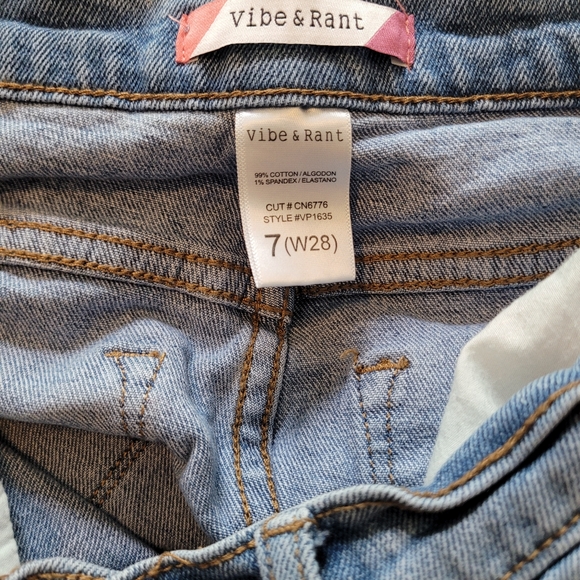 Vibe & Rant
Vibe & Rant
99% COTTON / ALGODON
1% SPANDEX / ELASTANO
CUT # CN6776
STYLE #VP1635
7 (W28)